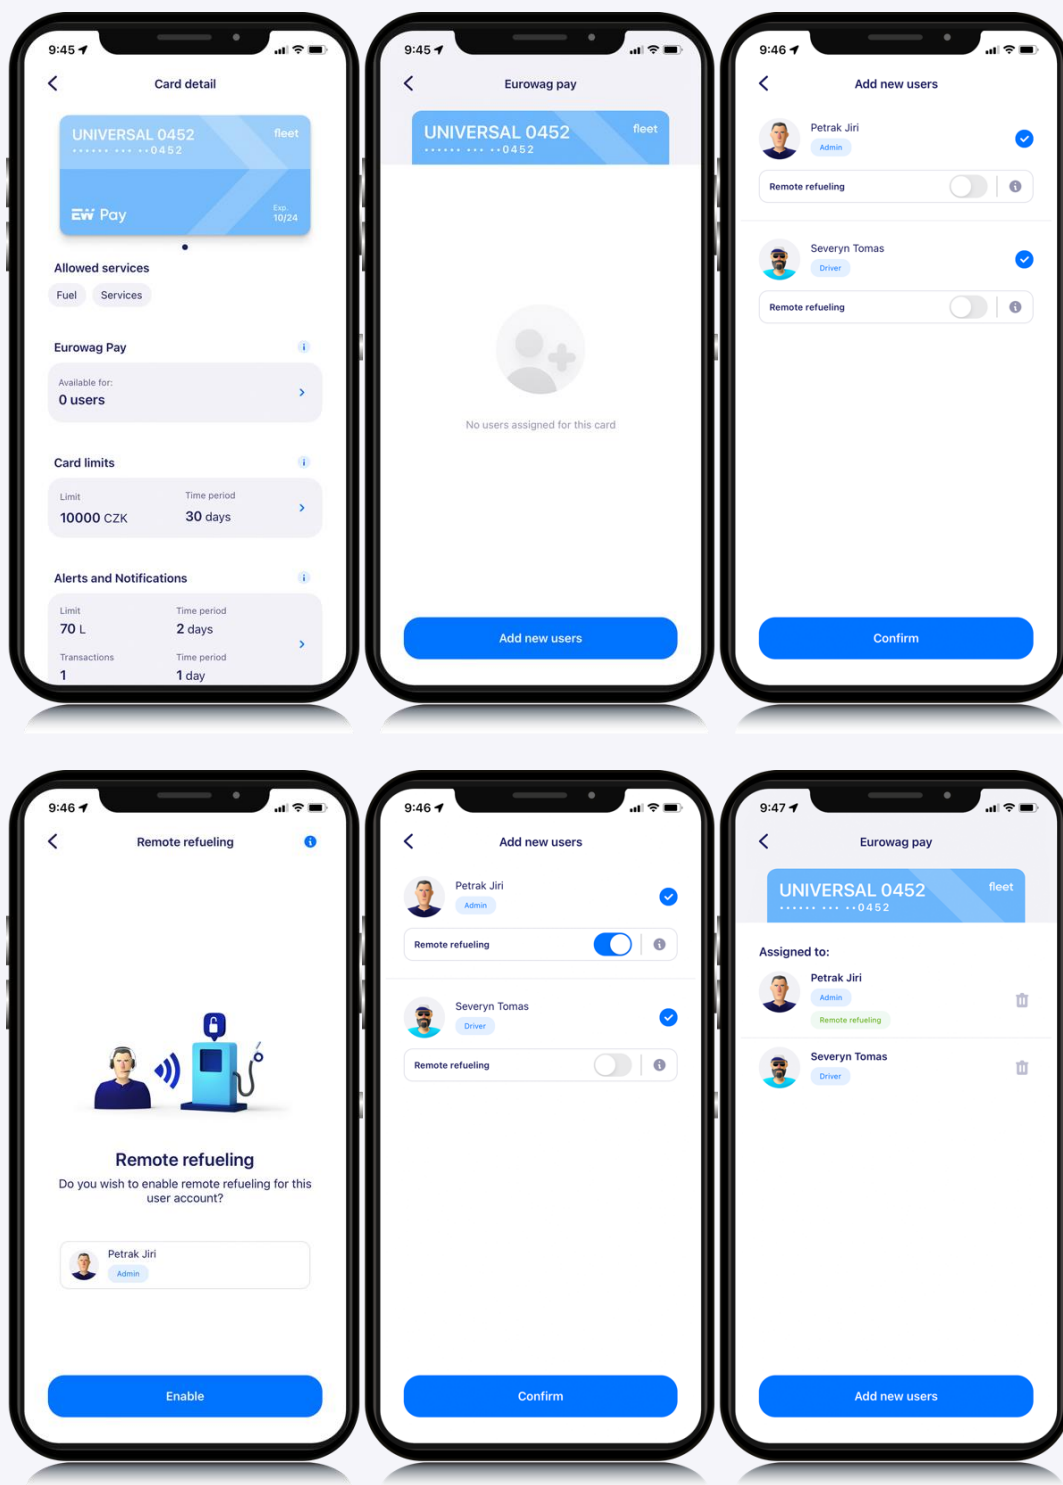 9:45
Card detail
UNIVERSAL 0452
fleet
•••••• ••• ••0452
EW Pay
Exp.
10/24
Allowed services
Fuel
Services
Eurowag Pay
Available for:
0 users
Card limits
Limit
Time period
10000 CZK
30 days
Alerts and Notifications
Limit
Time period
70 L
2 days
Transactions
Time period
1
1 day
9:45
Eurowag pay
UNIVERSAL 0452
fleet
•••••• ••• ••0452
No users assigned for this card
Add new users
9:46
Add new users
Petrak Jiri
Admin
Remote refueling
Severyn Tomas
Driver
Remote refueling
Confirm
9:46
Remote refueling
Remote refueling
Do you wish to enable remote refueling for this
user account?
Petrak Jiri
Admin
Enable
9:46
Add new users
Petrak Jiri
Admin
Remote refueling
Severyn Tomas
Driver
Remote refueling
Confirm
9:47
Eurowag pay
UNIVERSAL 0452
fleet
•••••• ••• ••0452
Assigned to:
Petrak Jiri
Admin
Remote refueling
Severyn Tomas
Driver
Add new users